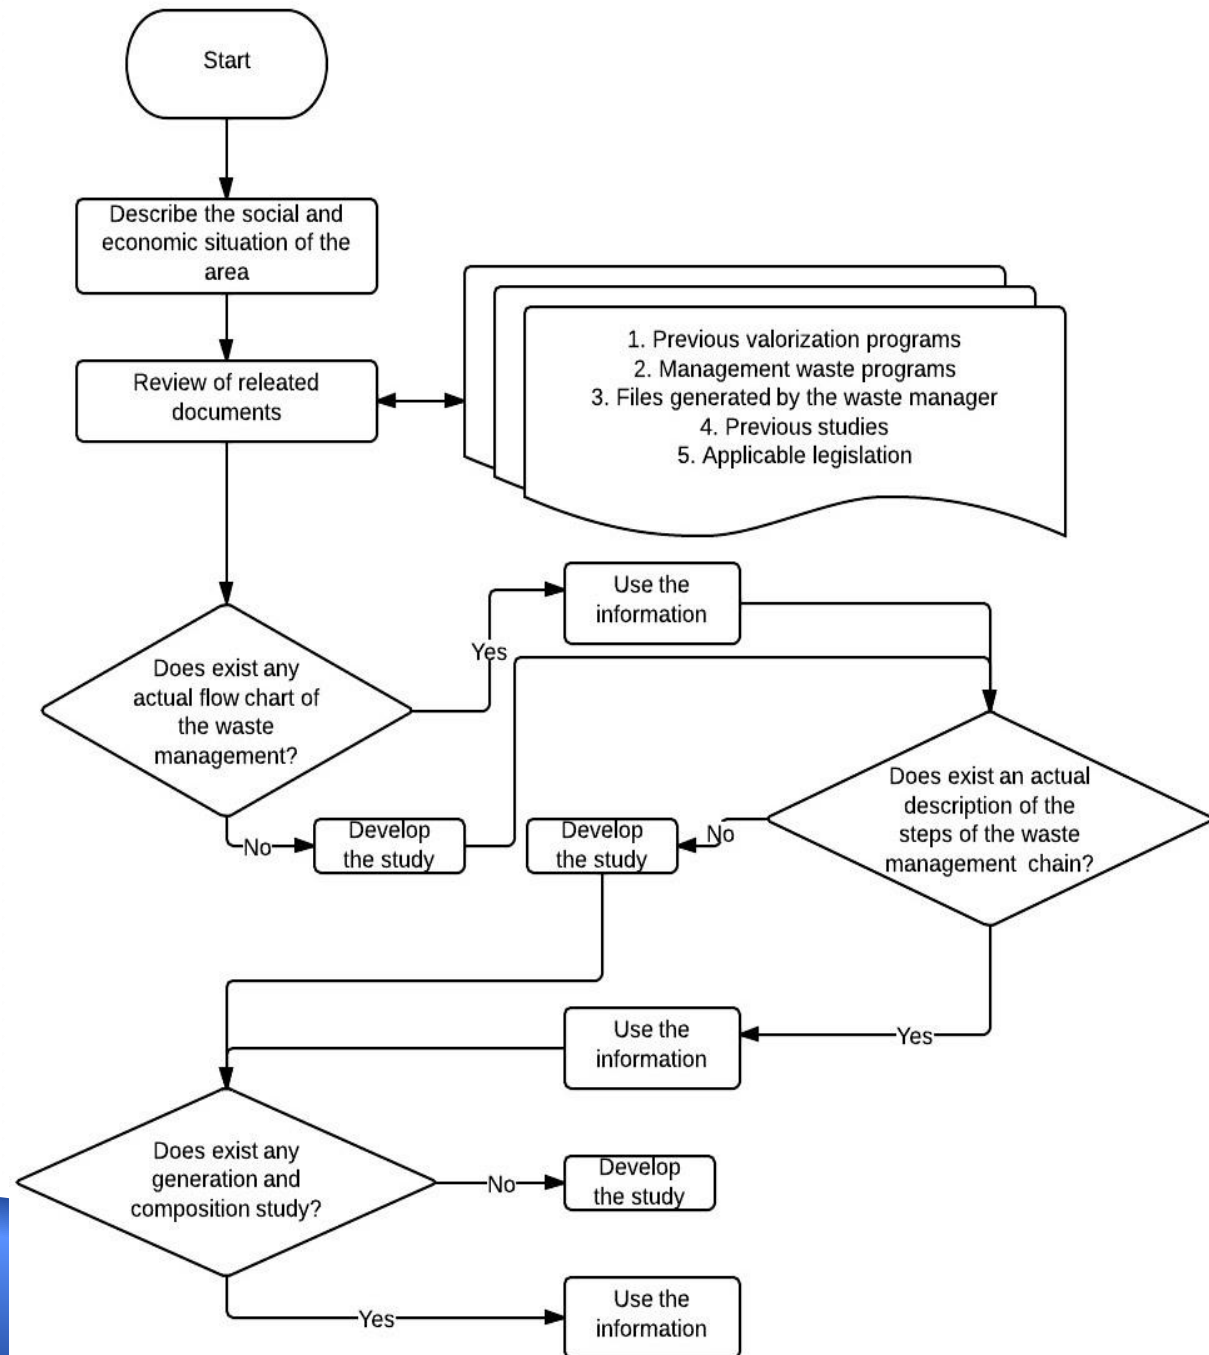 Start
Describe the social and
economic situation of the
area
Review of releated
documents
1. Previous valorization programs
2. Management waste programs
3. Files generated by the waste manager
4. Previous studies
5. Applicable legislation
Use the
information
Yes
Does exist any
actual flow chart of
the waste
management?
No
Develop
the study
Develop
the study
No
Does exist an actual
description of the
steps of the waste
management chain?
Use the
information
Yes
Does exist any
generation and
composition study?
No
Develop
the study
Yes
Use the
information